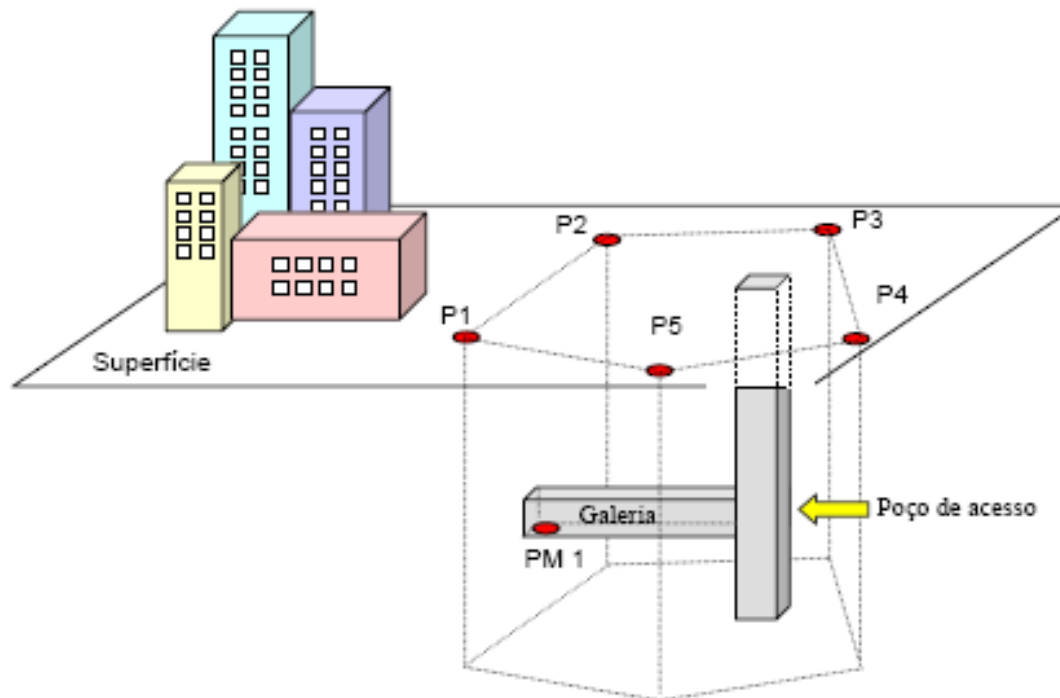 P2
P3
P1
P5
P4
Superfície
Galeria
Poço de acesso
PM 1